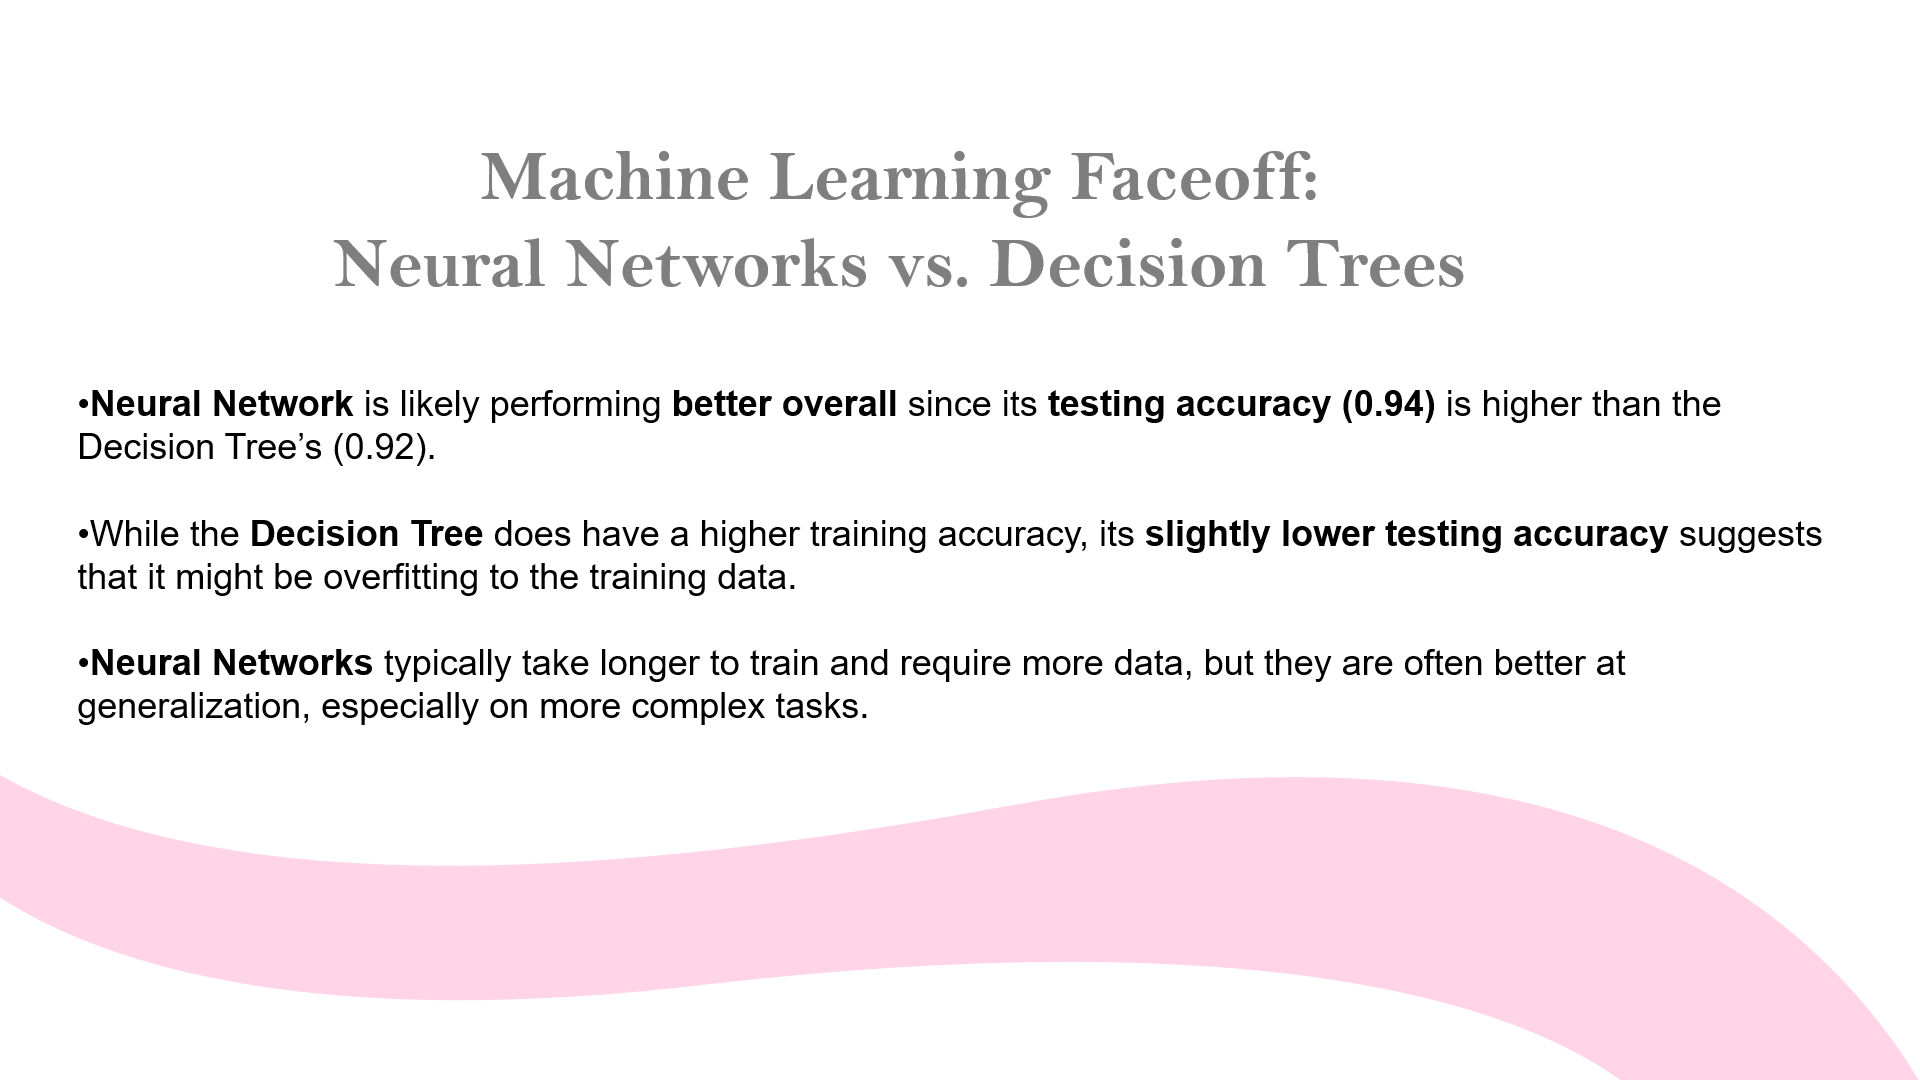 Machine Learning Faceoff:
Neural Networks vs. Decision Trees
•Neural Network is likely performing better overall since its testing accuracy (0.94) is higher than the
Decision Tree’s (0.92).
•While the Decision Tree does have a higher training accuracy, its slightly lower testing accuracy suggests
that it might be overfitting to the training data.
•Neural Networks typically take longer to train and require more data, but they are often better at
generalization, especially on more complex tasks.